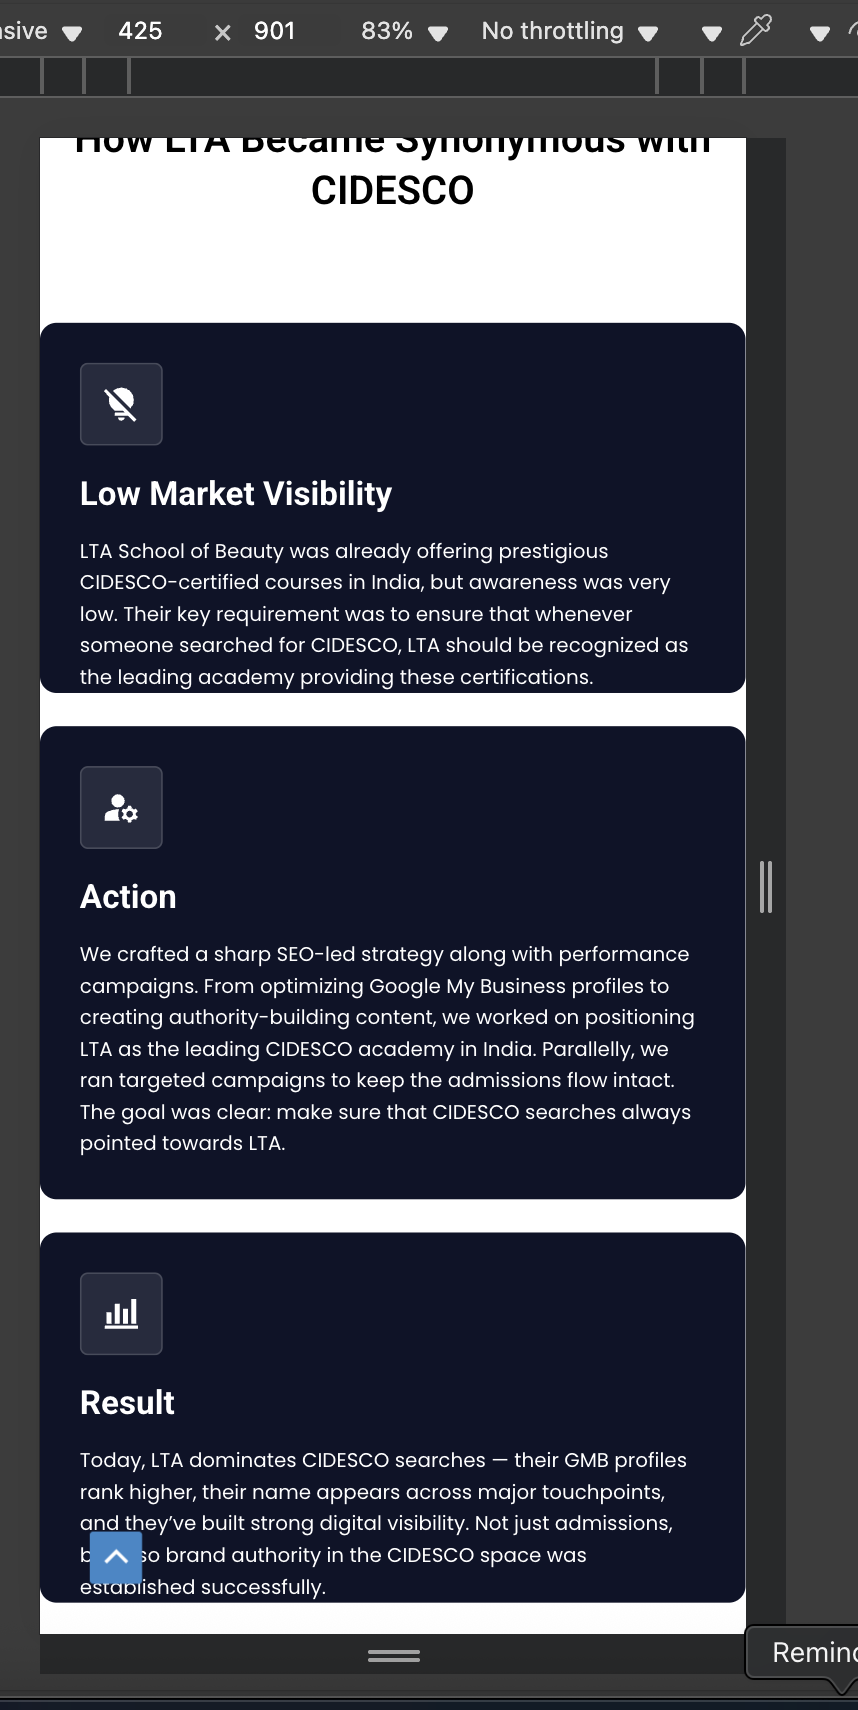 sive 425 × 901 83% No throttling
How LTA Became Synonymous with
CIDESCO
Low Market Visibility
LTA School of Beauty was already offering prestigious
CIDESCO-certified courses in India, but awareness was very
low. Their key requirement was to ensure that whenever
someone searched for CIDESCO, LTA should be recognized as
the leading academy providing these certifications.
Action
We crafted a sharp SEO-led strategy along with performance
campaigns. From optimizing Google My Business profiles to
creating authority-building content, we worked on positioning
LTA as the leading CIDESCO academy in India. Parallelly, we
ran targeted campaigns to keep the admissions flow intact.
The goal was clear: make sure that CIDESCO searches always
pointed towards LTA.
Result
Today, LTA dominates CIDESCO searches — their GMB profiles
rank higher, their name appears across major touchpoints,
and they’ve built strong digital visibility. Not just admissions,
so brand authority in the CIDESCO space was
established successfully.
Remin